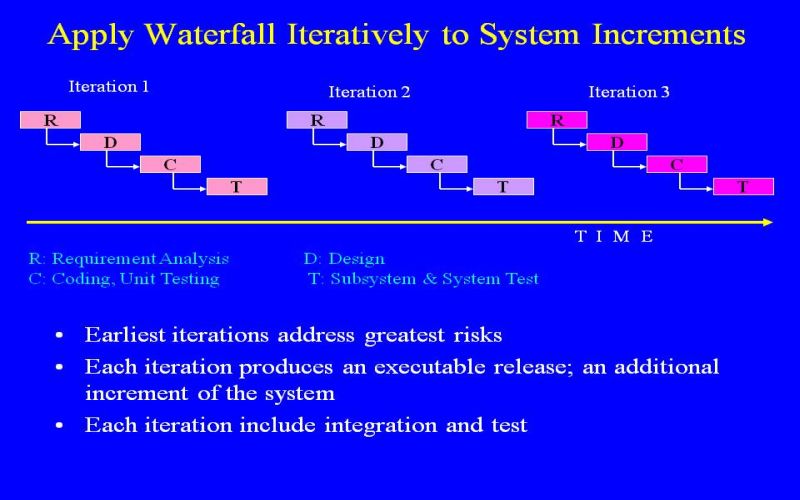 Apply Waterfall Iteratively to System Increments
Iteration 1
Iteration 2
Iteration 3
R
D
C
T
R
D
C
T
R
D
C
T
T I M E
R: Requirement Analysis D: Design
C: Coding, Unit Testing T: Subsystem & System Test
• Earliest iterations address greatest risks
• Each iteration produces an executable release; an additional
increment of the system
• Each iteration include integration and test